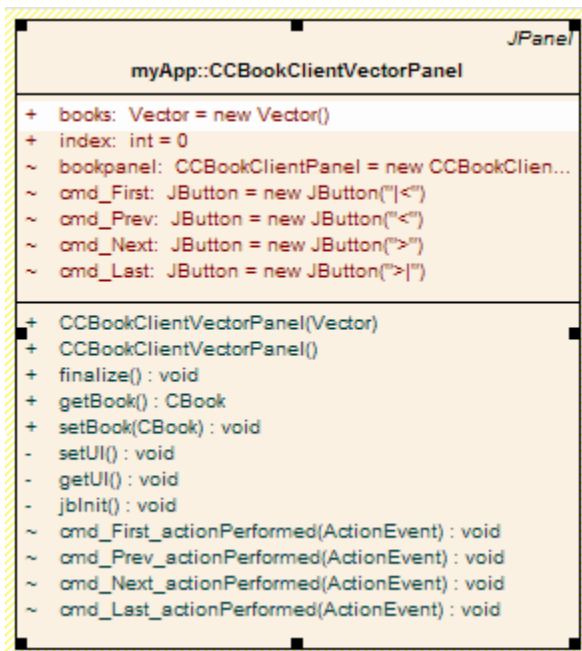 JPanel
myApp::CCBookClientVectorPanel
+ books: Vector = new Vector()
+ index: int = 0
~ bookpanel: CCBookClientPanel = new CCBookClien...
~ cmd_First: JButton = new JButton("|<")
~ cmd_Prev: JButton = new JButton("<")
~ cmd_Next: JButton = new JButton(">")
~ cmd_Last: JButton = new JButton(">|")
+ CCBookClientVectorPanel(Vector)
+ CCBookClientVectorPanel()
+ finalize() : void
+ getBook() : CBook
+ setBook(CBook) : void
- setUI() : void
- getUI() : void
- jbInit() : void
~ cmd_First_actionPerformed(ActionEvent) : void
~ cmd_Prev_actionPerformed(ActionEvent) : void
~ cmd_Next_actionPerformed(ActionEvent) : void
~ cmd_Last_actionPerformed(ActionEvent) : void